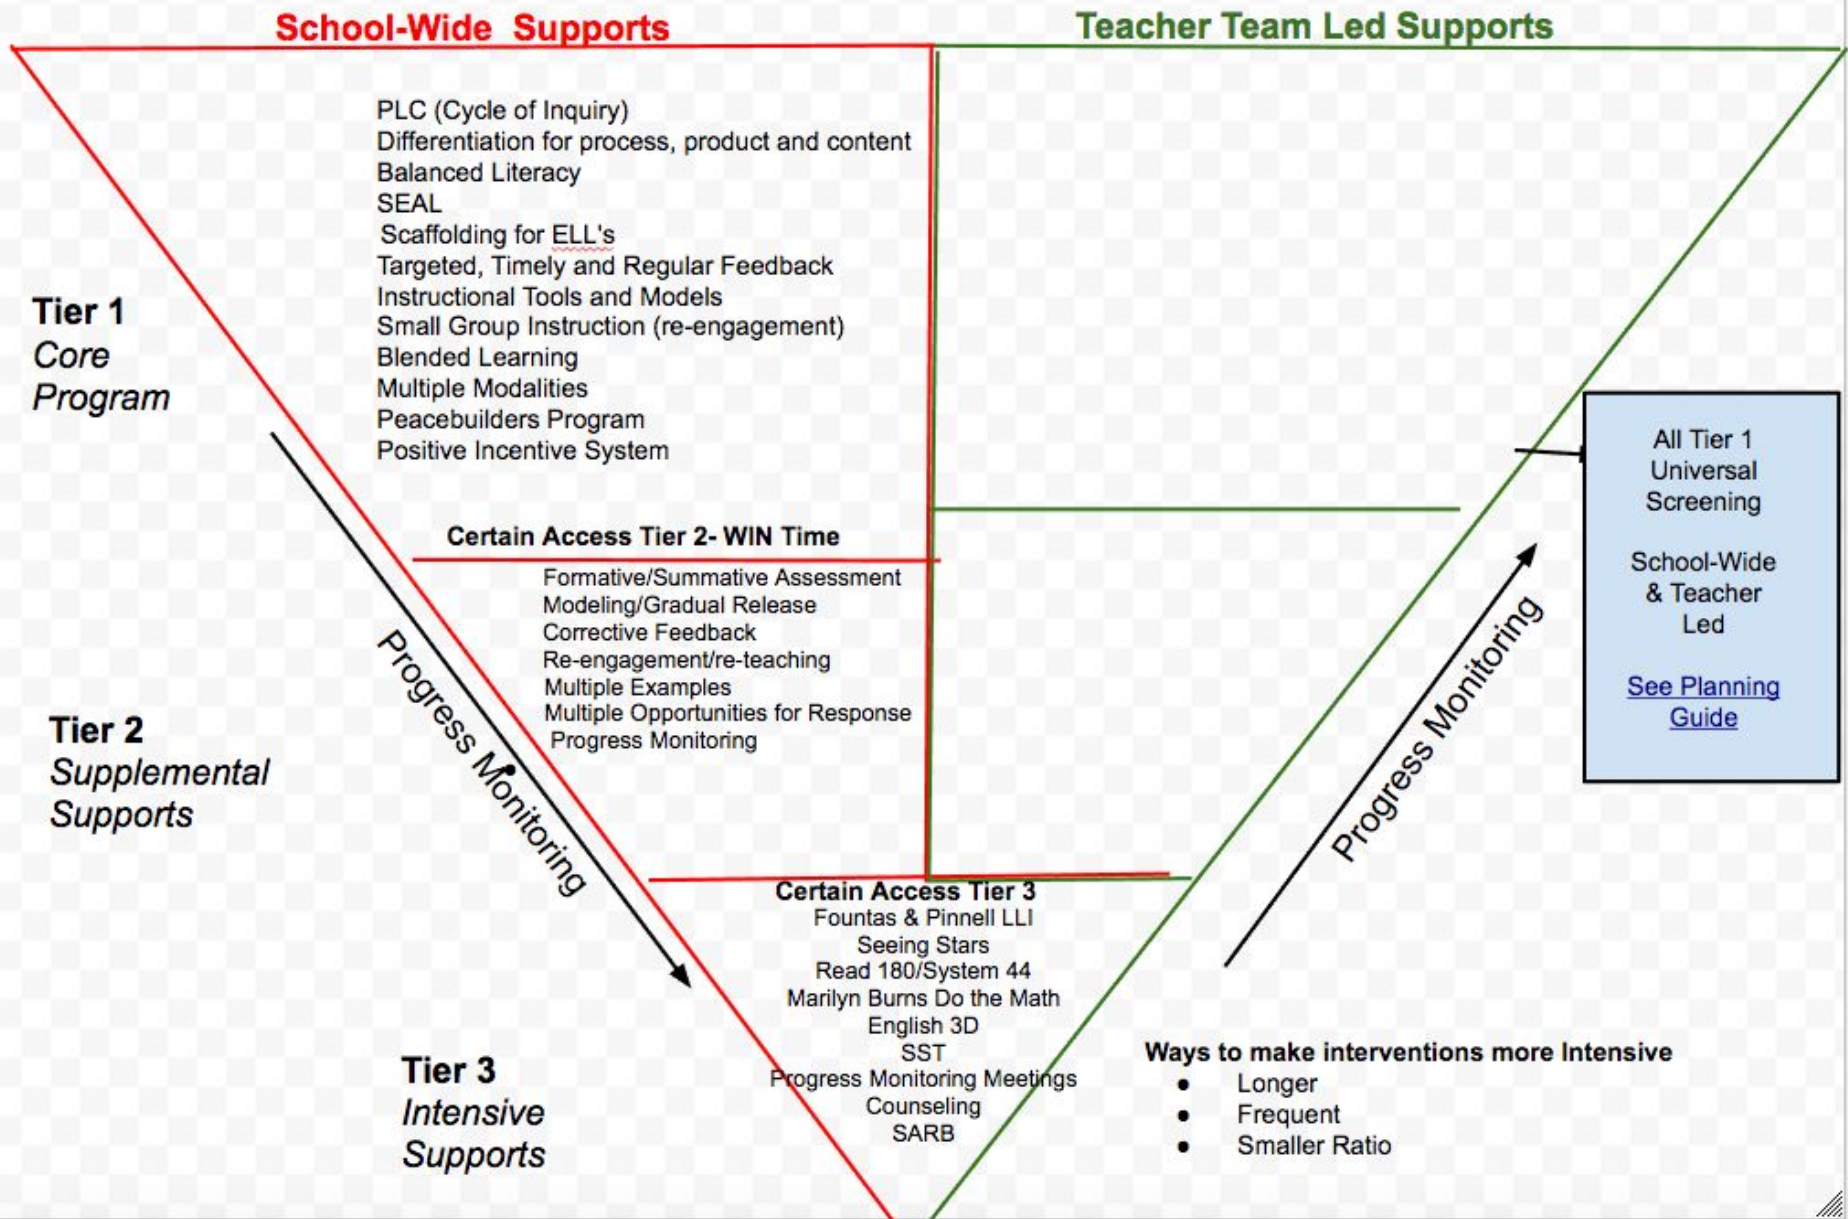 School-Wide  Supports
Teacher Team Led Supports
PLC (Cycle of Inquiry)
Differentiation for process, product and content
Balanced Literacy
SEAL
Scaffolding for ELL's
Targeted, Timely and Regular Feedback
Instructional Tools and Models
Small Group Instruction (re-engagement)
Blended Learning
Multiple Modalities
Peacebuilders Program
Positive Incentive System
Tier 1
Core
Program
Certain Access Tier 2- WIN Time
Formative/Summative Assessment
Modeling/Gradual Release
Corrective Feedback
Re-engagement/re-teaching
Multiple Examples
Multiple Opportunities for Response
Progress Monitoring
Progress Monitoring
Tier 2
Supplemental
Supports
Progress Monitoring
All Tier 1
Universal
Screening
School-Wide
& Teacher
Led
See Planning
Guide
Certain Access Tier 3
Fountas & Pinnell LLI
Seeing Stars
Read 180/System 44
Marilyn Burns Do the Math
English 3D
SST
Progress Monitoring Meetings
Counseling
SARB
Tier 3
Intensive
Supports
Ways to make interventions more Intensive
● Longer
● Frequent
● Smaller Ratio